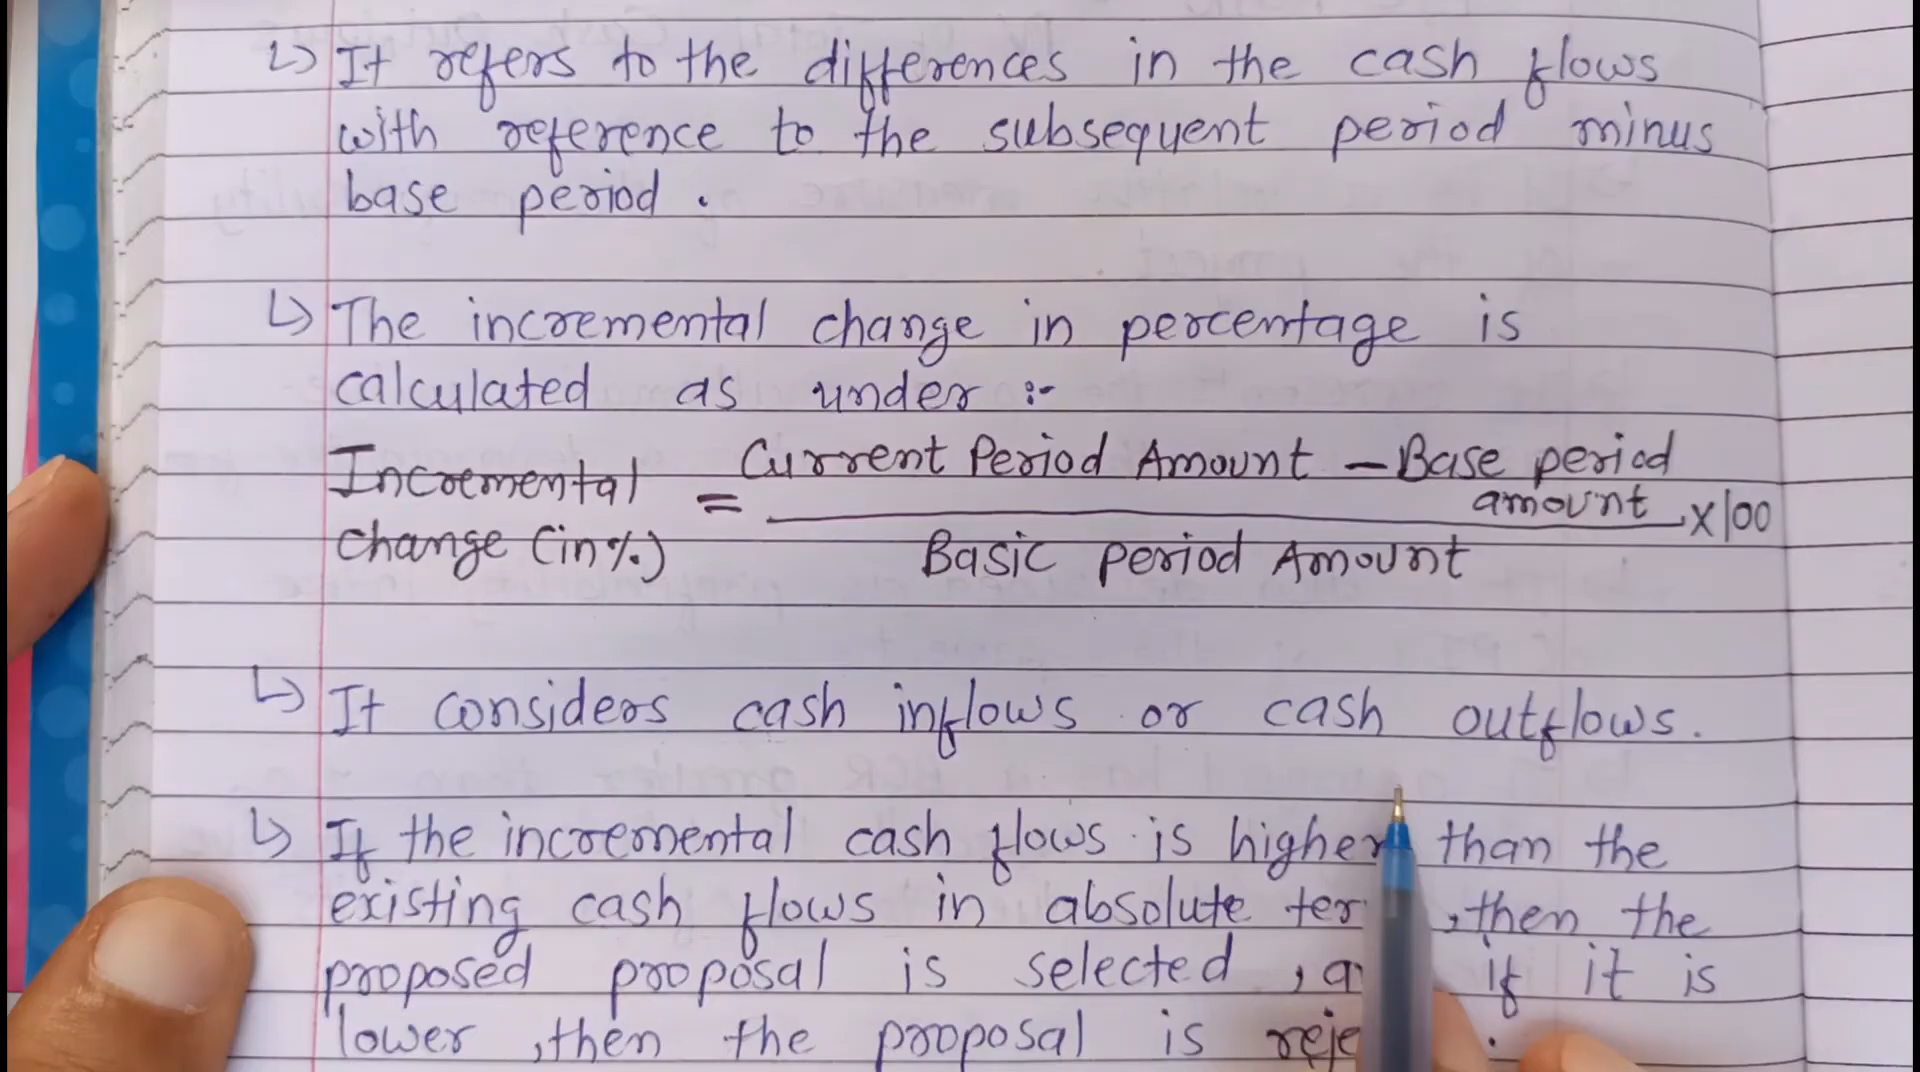 ↳ It refers to the differences in the cash flows
with reference to the subsequent period minus
base period .
↳ The incremental change in percentage is
calculated as under :-
Incremental change (in %) = Current Period Amount - Base period amount / Basic period Amount x100
↳ It considers cash inflows or cash outflows .
↳ If the incremental cash flows is higher than the
existing cash flows in absolute , then the
proposed proposal is selected , if it is
lower , then the proposal is .